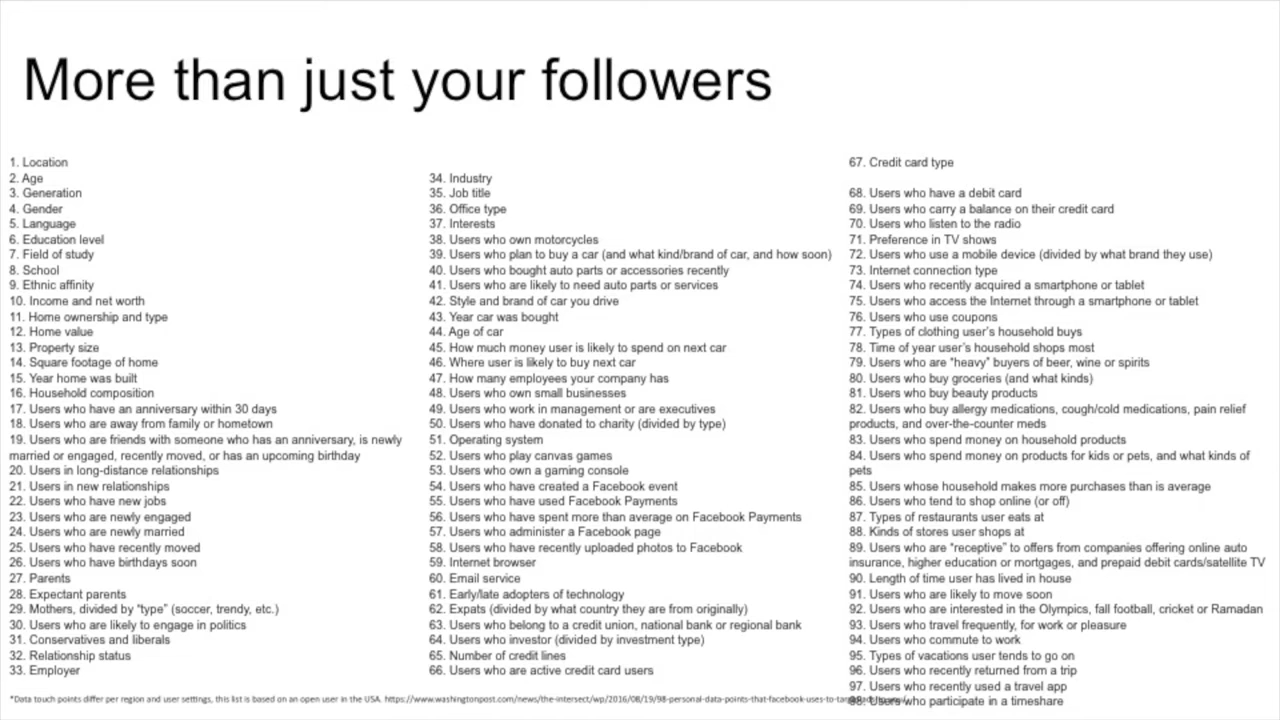 More than just your followers
1. Location
2. Age
3. Generation
4. Gender
5. Language
6. Education level
7. Field of study
8. School
9. Ethnic affinity
10. Income and net worth
11. Home ownership and type
12. Home value
13. Property size
14. Square footage of home
15. Year home was built
16. Household composition
17. Users who have an anniversary within 30 days
18. Users who are away from family or hometown
19. Users who are friends with someone who has an anniversary, is newly
married or engaged, recently moved, or has an upcoming birthday
20. Users in long-distance relationships
21. Users in new relationships
22. Users who have new jobs
23. Users who are newly engaged
24. Users who are newly married
25. Users who have recently moved
26. Users who have birthdays soon
27. Parents
28. Expectant parents
29. Mothers, divided by “type” (soccer, trendy, etc.)
30. Users who are likely to engage in politics
31. Conservatives and liberals
32. Relationship status
33. Employer
34. Industry
35. Job title
36. Office type
37. Interests
38. Users who own motorcycles
39. Users who plan to buy a car (and what kind/brand of car, and how soon)
40. Users who bought auto parts or accessories recently
41. Users who are likely to need auto parts or services
42. Style and brand of car you drive
43. Year car was bought
44. Age of car
45. How much money user is likely to spend on next car
46. Where user is likely to buy next car
47. How many employees your company has
48. Users who own small businesses
49. Users who work in management or are executives
50. Users who have donated to charity (divided by type)
51. Operating system
52. Users who play canvas games
53. Users who own a gaming console
54. Users who have created a Facebook event
55. Users who have used Facebook Payments
56. Users who have spent more than average on Facebook Payments
57. Users who administer a Facebook page
58. Users who have recently uploaded photos to Facebook
59. Internet browser
60. Email service
61. Early/late adopters of technology
62. Expats (divided by what country they are from originally)
63. Users who belong to a credit union, national bank or regional bank
64. Users who investor (divided by investment type)
65. Number of credit lines
66. Users who are active credit card users
67. Credit card type
68. Users who have a debit card
69. Users who carry a balance on their credit card
70. Users who listen to the radio
71. Preference in TV shows
72. Users who use a mobile device (divided by what brand they use)
73. Internet connection type
74. Users who recently acquired a smartphone or tablet
75. Users who access the Internet through a smartphone or tablet
76. Users who use coupons
77. Types of clothing user’s household buys
78. Time of year user’s household shops most
79. Users who are “heavy” buyers of beer, wine or spirits
80. Users who buy groceries (and what kinds)
81. Users who buy beauty products
82. Users who buy allergy medications, cough/cold medications, pain relief
products, and over-the-counter meds
83. Users who spend money on household products
84. Users who spend money on products for kids or pets, and what kinds of
pets
85. Users whose household makes more purchases than is average
86. Users who tend to shop online (or off)
87. Types of restaurants user eats at
88. Kinds of stores user shops at
89. Users who are “receptive” to offers from companies offering online auto
insurance, higher education or mortgages, and prepaid debit cards/satellite TV
90. Length of time user has lived in house
91. Users who are likely to move soon
92. Users who are interested in the Olympics, fall football, cricket or Ramadan
93. Users who travel frequently, for work or pleasure
94. Users who commute to work
95. Types of vacations user tends to go on
96. Users who recently returned from a trip
97. Users who recently used a travel app
98. Users who participate in a timeshare
*Data touch points differ per region and user settings, this list is based on an open user in the USA.